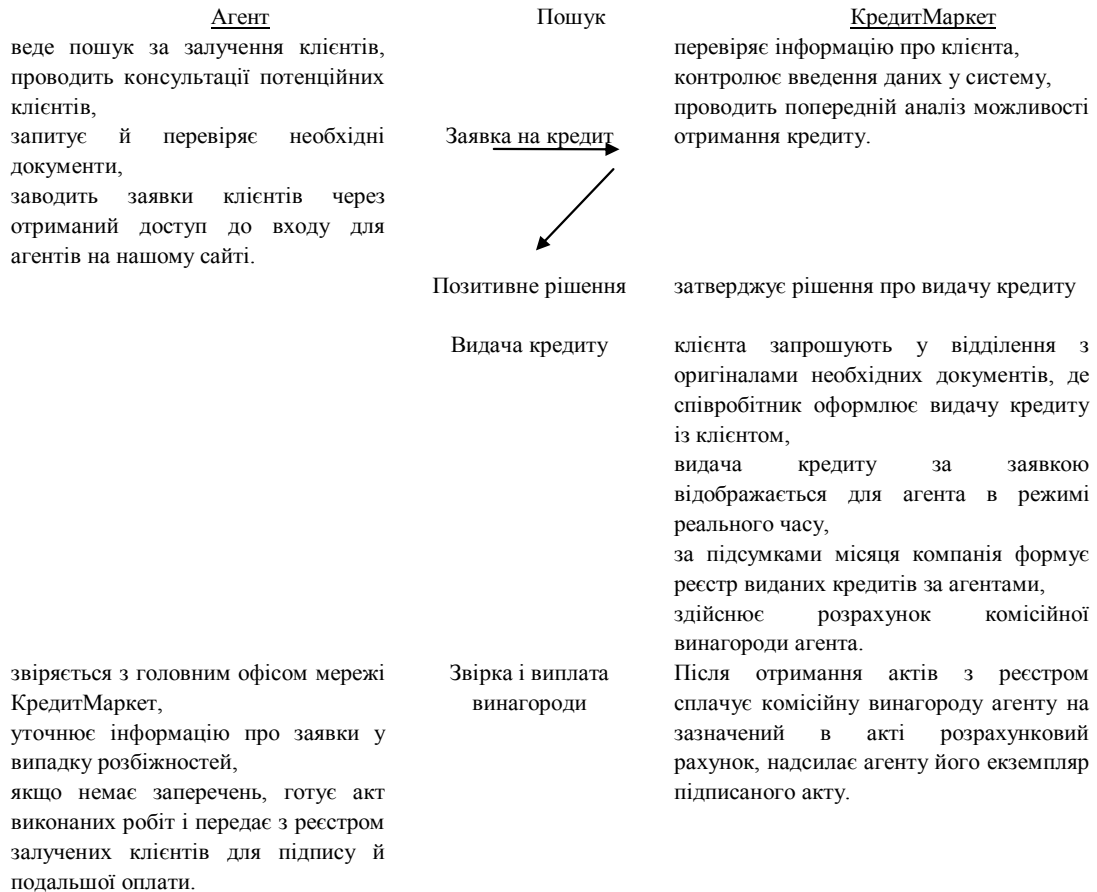 Агент
Пошук
КредитМаркет
веде пошук за залучення клієнтів,
проводить консультації потенційних
клієнтів,
запитує й перевіряє необхідні
документи,
заводить заявки клієнтів через
отриманий доступ до входу для
агентів на нашому сайті.
Заявка на кредит
перевіряє інформацію про клієнта,
контролює введення даних у систему,
проводить попередній аналіз можливості
отримання кредиту.
Позитивне рішення
затверджує рішення про видачу кредиту
Видача кредиту
клієнта запрошують у відділення з
оригіналами необхідних документів, де
співробітник оформлює видачу кредиту
із клієнтом,
видача кредиту за заявкою
відображається для агента в режимі
реального часу,
за підсумками місяця компанія формує
реєстр виданих кредитів за агентами,
здійснює розрахунок комісійної
винагороди агента.
звіряється з головним офісом мережі
КредитМаркет,
уточнює інформацію про заявки у
випадку розбіжностей,
якщо немає заперечень, готує акт
виконаних робіт і передає з реєстром
залучених клієнтів для підпису й
подальшої оплати.
Звірка і виплата
винагороди
Після отримання актів з реєстром
сплачує комісійну винагороду агенту на
зазначений в акті розрахунковий
рахунок, надсилає агенту його екземпляр
підписаного акту.